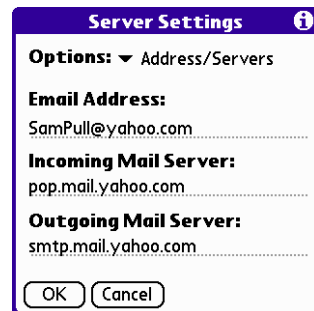 Server Settings
Options: Address/Servers
Email Address:
SamPull@yahoo.com
Incoming Mail Server:
pop.mail.yahoo.com
Outgoing Mail Server:
smtp.mail.yahoo.com
OK Cancel